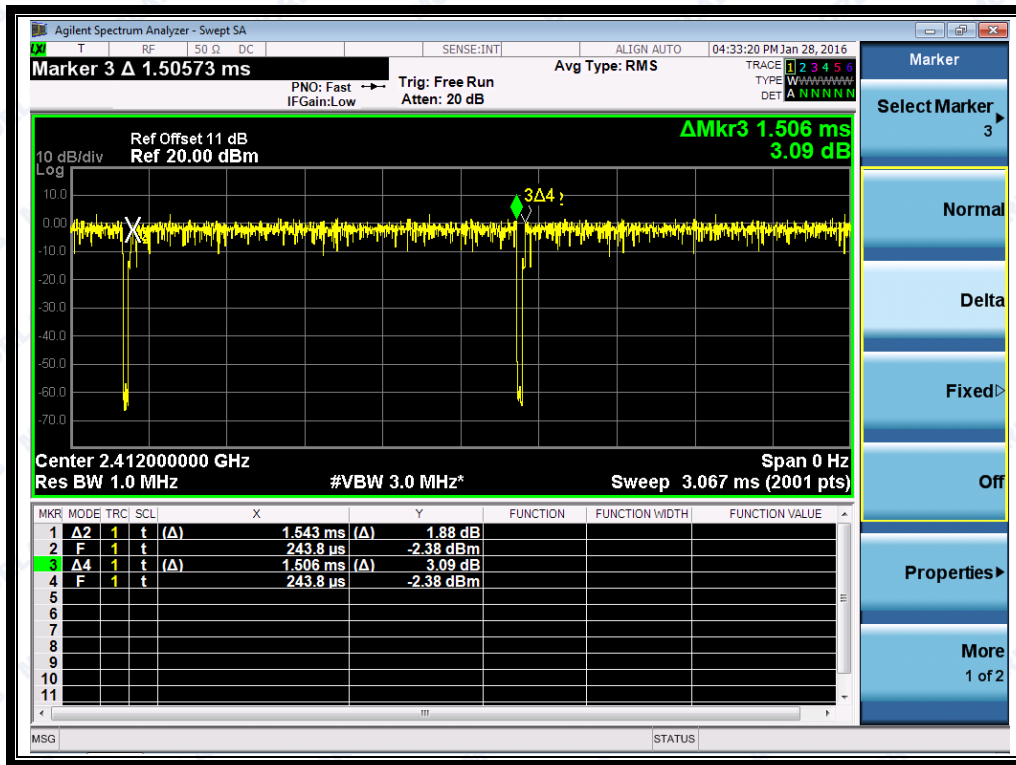 Agilent Spectrum Analyzer - Swept SA
LXI T RF 50 Ω DC SENSE:INT ALIGN AUTO 04:33:20 PM Jan 28, 2016
Marker 3 Δ 1.50573 ms
PNO: Fast
IFGain:Low
Trig: Free Run
Atten: 20 dB
Avg Type: RMS
TRACE 1 2 3 4 5 6
TYPE WWWWWWW
DET A N N N N N
ΔMkr3 1.506 ms
3.09 dB
Ref Offset 11 dB
10 dB/div Ref 20.00 dBm
Log
10.0
0.00
-10.0
-20.0
-30.0
-40.0
-50.0
-60.0
-70.0
3Δ4
Center 2.412000000 GHz Span 0 Hz
Res BW 1.0 MHz #VBW 3.0 MHz* Sweep 3.067 ms (2001 pts)
MKR MODE TRC SCL X Y FUNCTION FUNCTION WIDTH FUNCTION VALUE
1 Δ2 1 t (Δ) 1.543 ms (Δ) 1.88 dB
2 F 1 t 243.8 µs -2.38 dBm
3 Δ4 1 t (Δ) 1.506 ms (Δ) 3.09 dB
4 F 1 t 243.8 µs -2.38 dBm
5
6
7
8
9
10
11
MSG STATUS
Marker
Select Marker
3
Normal
Delta
Fixed
Off
Properties
More
1 of 2